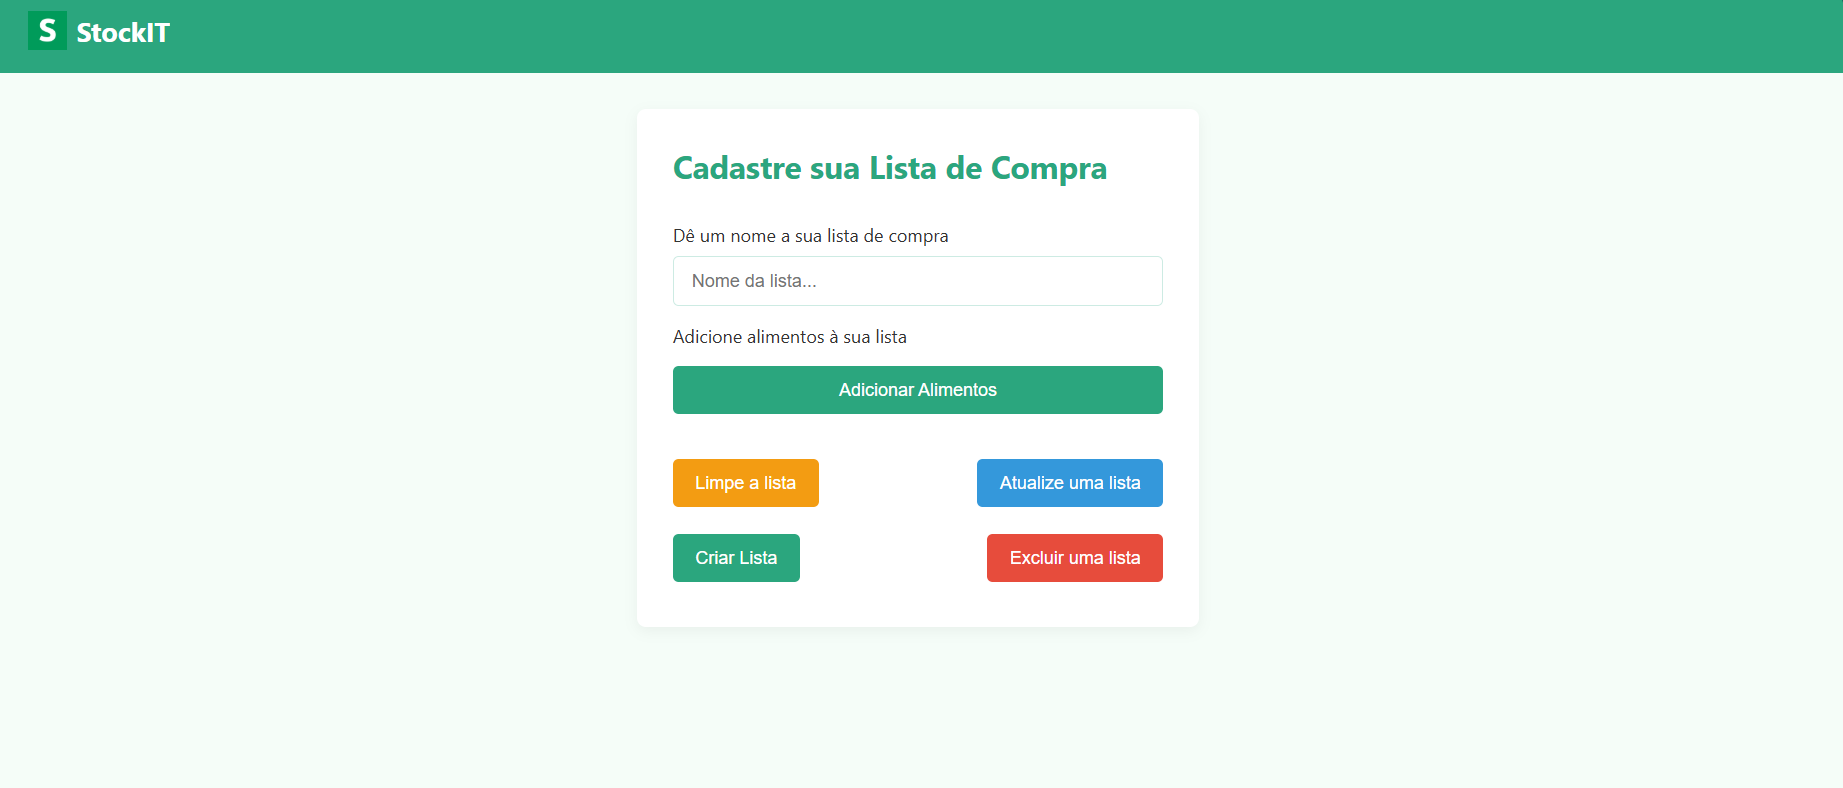 S StockIT
Cadastre sua Lista de Compra
Dê um nome a sua lista de compra
Nome da lista...
Adicione alimentos à sua lista
Adicionar Alimentos
Limpe a lista
Atualize uma lista
Criar Lista
Excluir uma lista